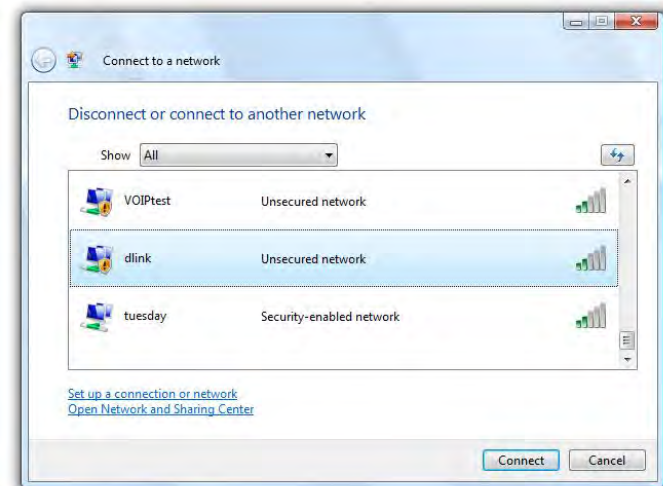 Connect to a network
Disconnect or connect to another network
Show All
VOIPtest Unsecured network
dlink Unsecured network
tuesday Security-enabled network
Set up a connection or network
Open Network and Sharing Center
Connect Cancel